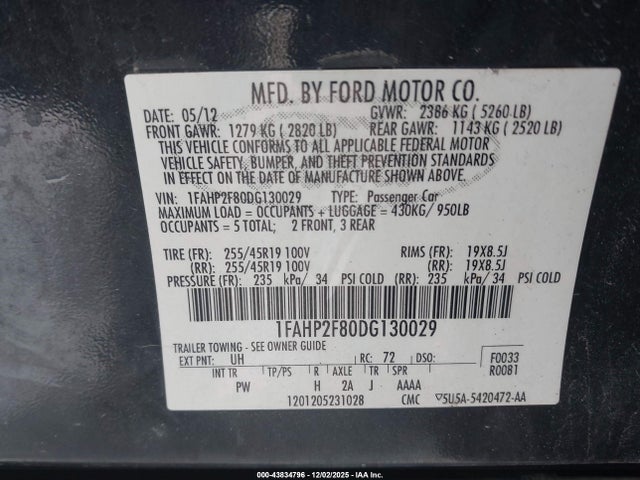 MFD. BY FORD MOTOR CO.
DATE: 05/12 GVWR: 2386 KG ( 5260 LB)
FRONT GAWR: 1279 KG ( 2820 LB) REAR GAWR: 1143 KG ( 2520 LB)
THIS VEHICLE CONFORMS TO ALL APPLICABLE FEDERAL MOTOR
VEHICLE SAFETY, BUMPER, AND THEFT PREVENTION STANDARDS
IN EFFECT ON THE DATE OF MANUFACTURE SHOWN ABOVE.
VIN: 1FAHP2F80DG130029 TYPE: Passenger Car
MAXIMUM LOAD = OCCUPANTS + LUGGAGE = 430KG/ 950LB
OCCUPANTS = 5 TOTAL; 2 FRONT, 3 REAR
TIRE (FR): 255/45R19 100V RIMS (FR): 19X8.5J
(RR): 255/45R19 100V (RR): 19X8.5J
PRESSURE (FR): 235 kPa/ 34 PSI COLD (RR): 235 kPa/ 34 PSI COLD
1FAHP2F80DG130029
TRAILER TOWING - SEE OWNER GUIDE
EXT PNT: UH RC: 72 DSO: F0033
INT TR TP/PS R AXLE TR SPR R0081
PW H 2A J AAAA
1201205231028 CMC ▽5U5A-5420472-AA
000-43834796 - 12/02/2025 - IAA Inc.